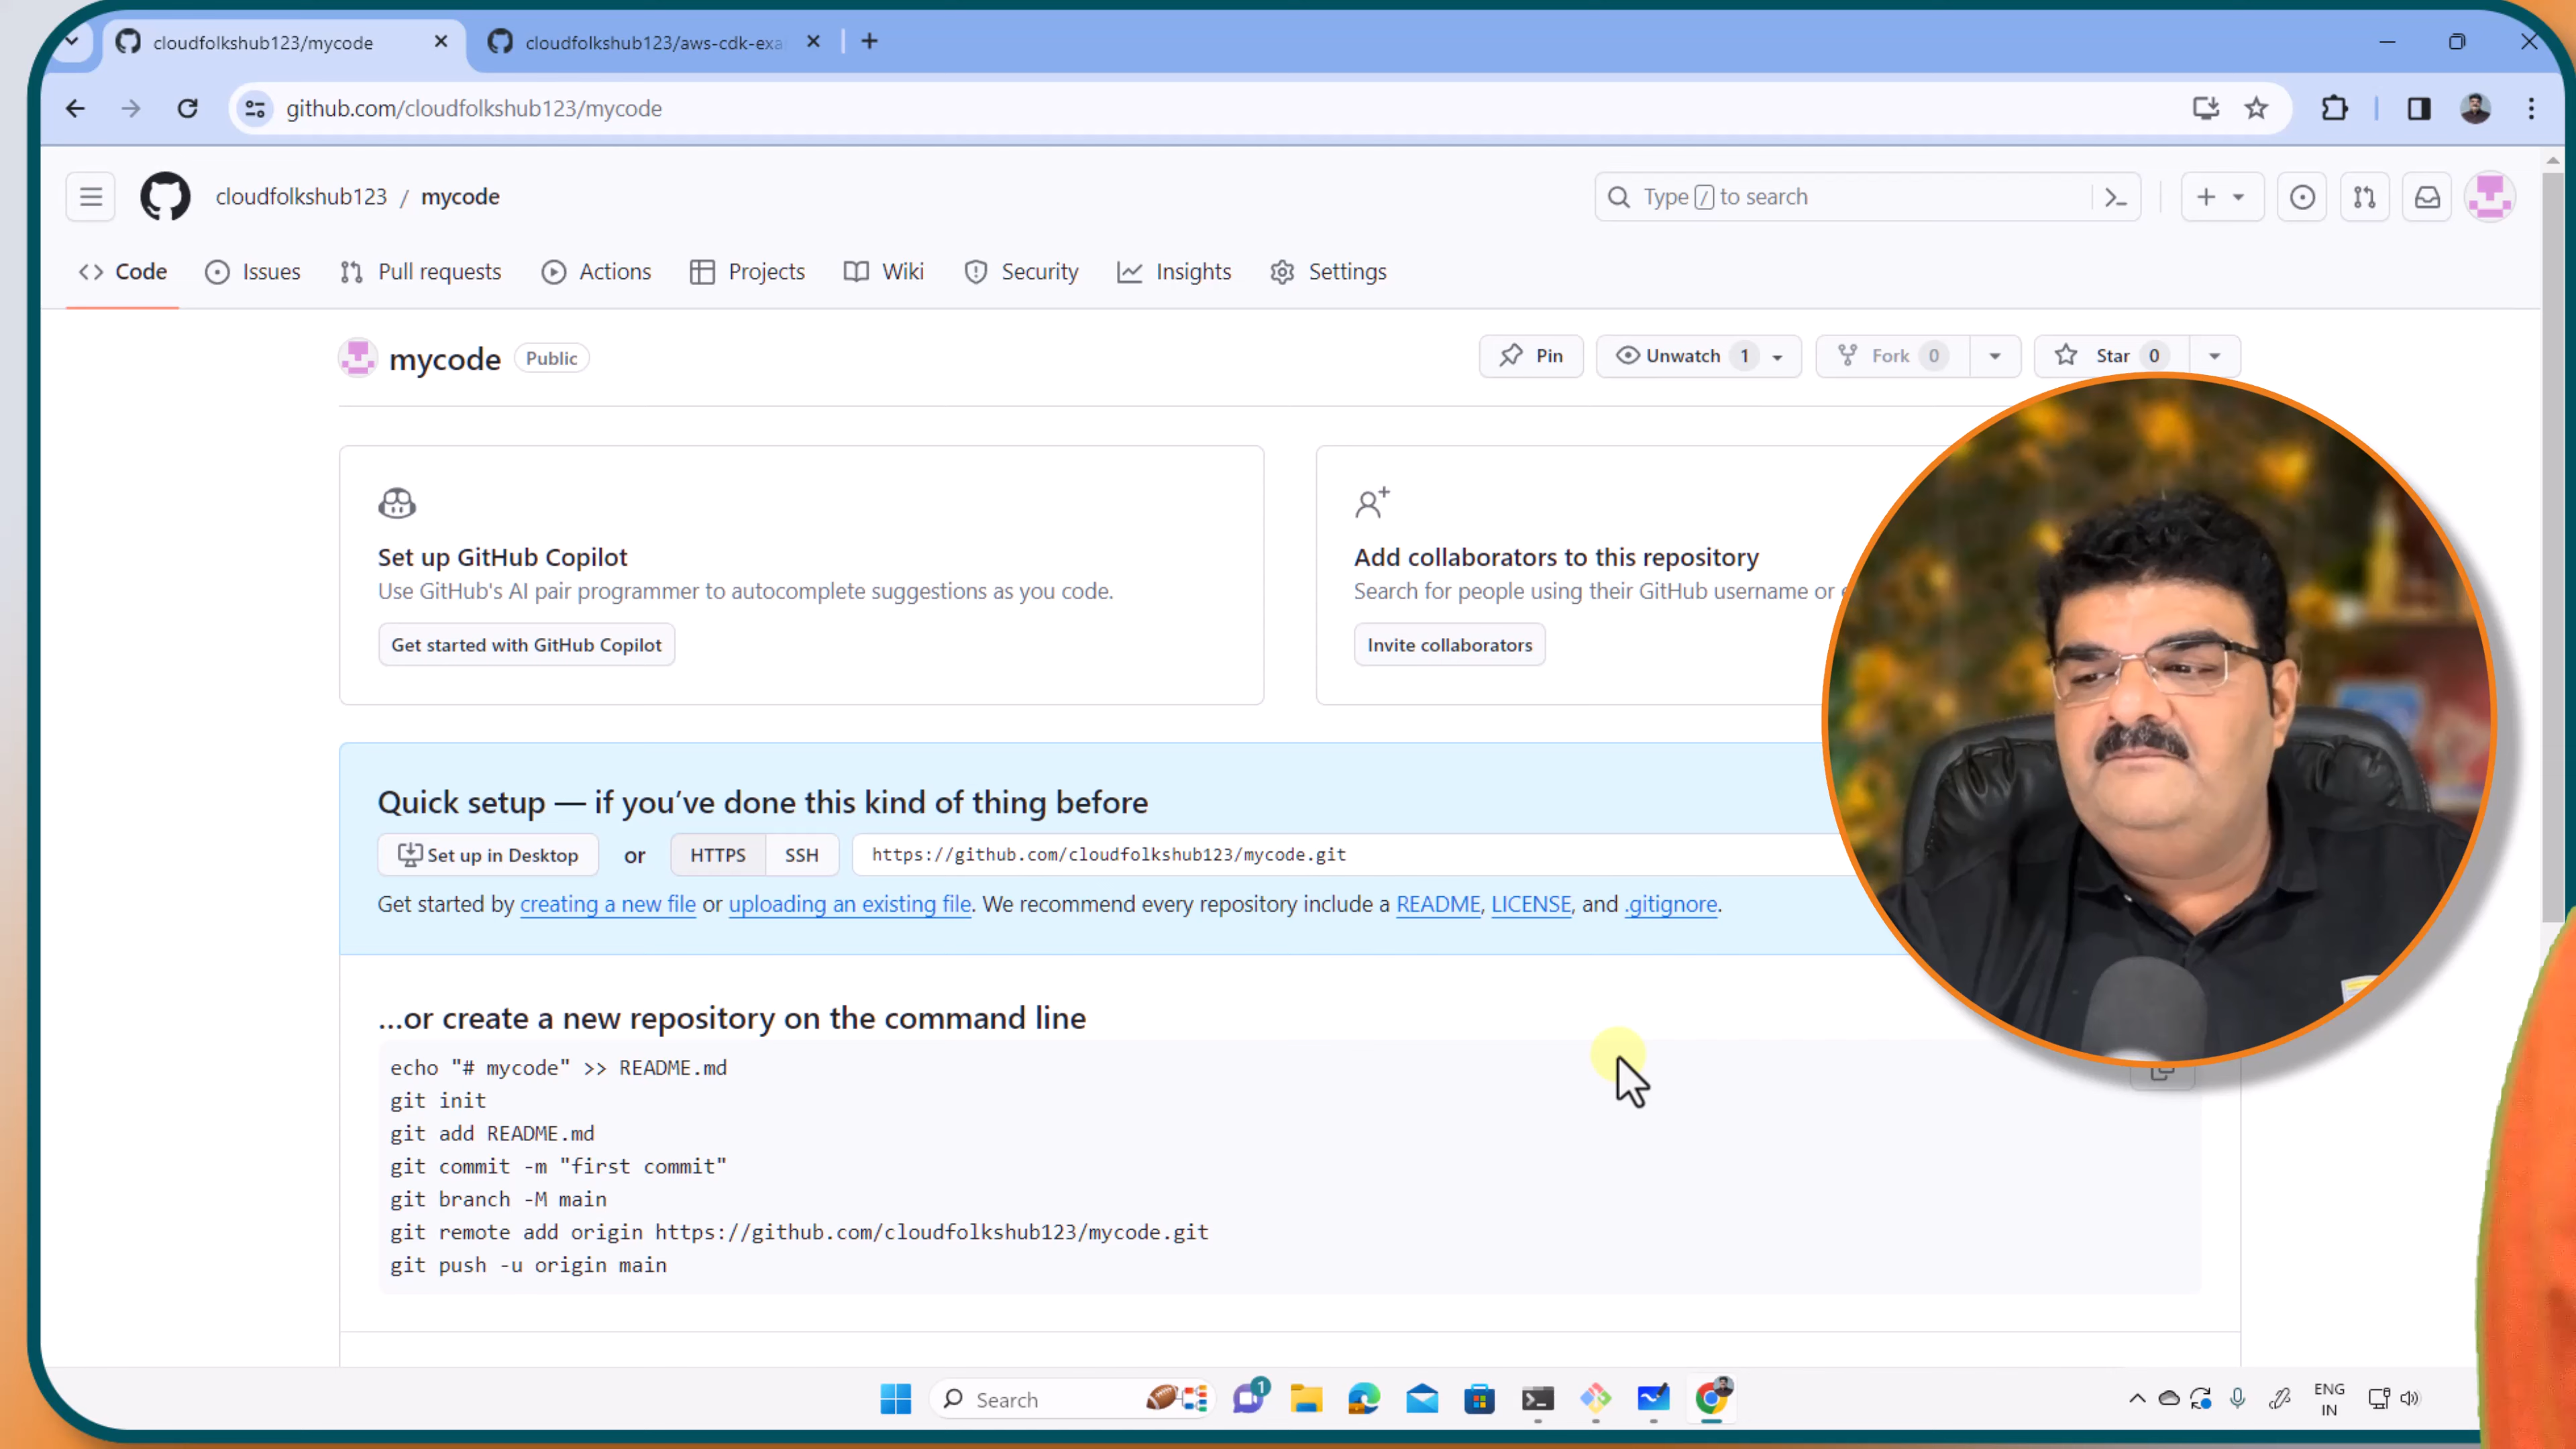 cloudfolkshub123/mycode
cloudfolkshub123/aws-cdk-exa
github.com/cloudfolkshub123/mycode
cloudfolkshub123 / mycode
Type / to search
Code
Issues
Pull requests
Actions
Projects
Wiki
Security
Insights
Settings
mycode Public
Pin
Unwatch 1
Fork 0
Star 0
Set up GitHub Copilot
Use GitHub's AI pair programmer to autocomplete suggestions as you code.
Get started with GitHub Copilot
Add collaborators to this repository
Search for people using their GitHub username or
Invite collaborators
Quick setup — if you’ve done this kind of thing before
Set up in Desktop or HTTPS SSH https://github.com/cloudfolkshub123/mycode.git
Get started by creating a new file or uploading an existing file. We recommend every repository include a README, LICENSE, and .gitignore.
…or create a new repository on the command line
echo "# mycode" >> README.md
git init
git add README.md
git commit -m "first commit"
git branch -M main
git remote add origin https://github.com/cloudfolkshub123/mycode.git
git push -u origin main
Search
1
ENG
IN